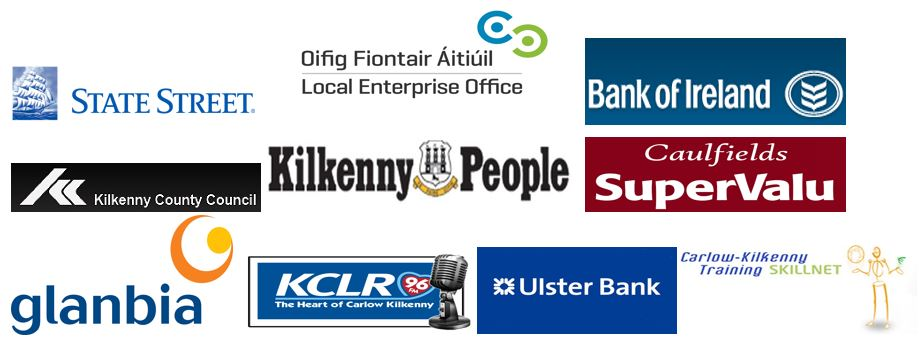 Oifig Fiontair Áitiúil
Local Enterprise Office
STATE STREET®
Bank of Ireland
Kilkenny People
Caulfields
SuperValu
Kilkenny County Council
glanbia
KCLR 96 FM
The Heart of Carlow Kilkenny
Ulster Bank
Carlow-Kilkenny
Training SKILLNET